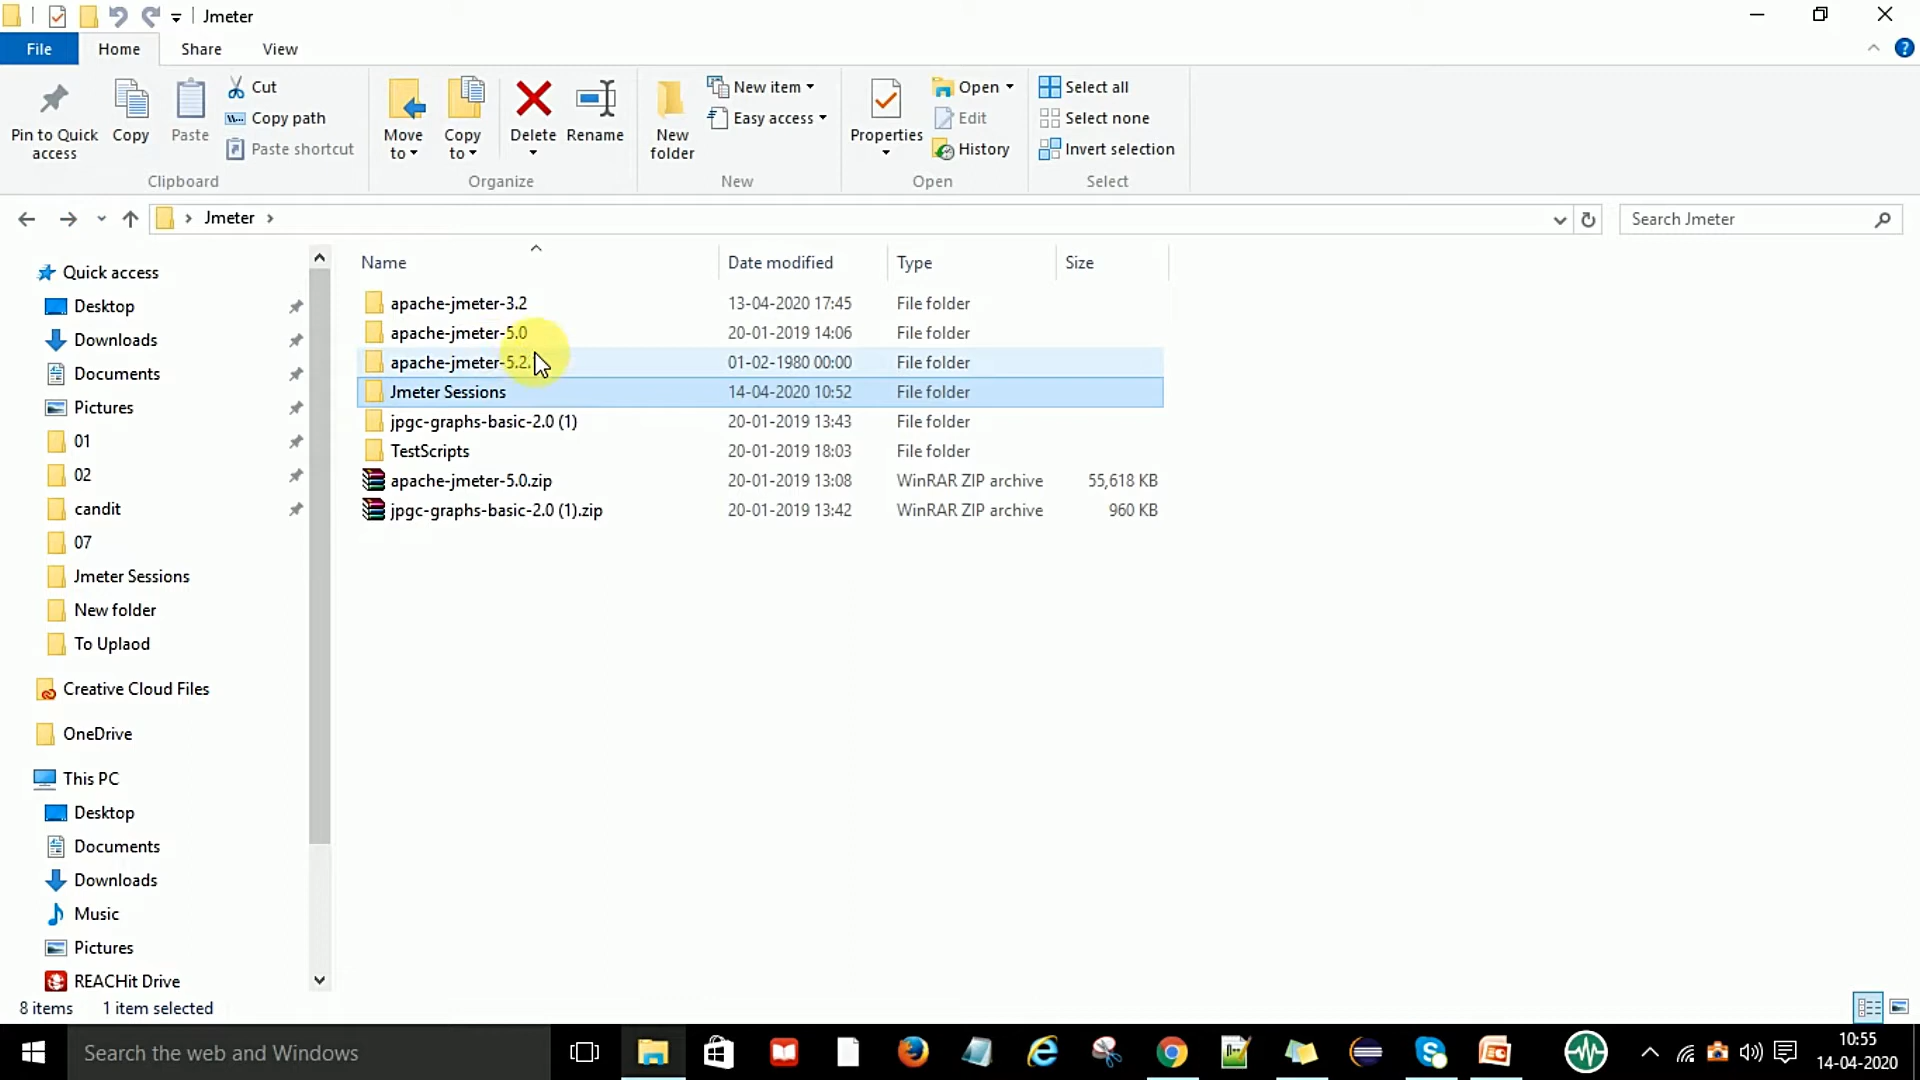 Jmeter
File Home Share View
Pin to Quick access
Copy
Paste
Cut
Copy path
Paste shortcut
Clipboard
Move to
Copy to
Delete
Rename
Organize
New folder
New item
Easy access
New
Properties
Open
Edit
History
Open
Select all
Select none
Invert selection
Select
Jmeter
Search Jmeter
Quick access
Desktop
Downloads
Documents
Pictures
01
02
candit
07
Jmeter Sessions
New folder
To Uplaod
Creative Cloud Files
OneDrive
This PC
Desktop
Documents
Downloads
Music
Pictures
REACHit Drive
Name Date modified Type Size
apache-jmeter-3.2 13-04-2020 17:45 File folder
apache-jmeter-5.0 20-01-2019 14:06 File folder
apache-jmeter-5.2. 01-02-1980 00:00 File folder
Jmeter Sessions 14-04-2020 10:52 File folder
jpgc-graphs-basic-2.0 (1) 20-01-2019 13:43 File folder
TestScripts 20-01-2019 18:03 File folder
apache-jmeter-5.0.zip 20-01-2019 13:08 WinRAR ZIP archive 55,618 KB
jpgc-graphs-basic-2.0 (1).zip 20-01-2019 13:42 WinRAR ZIP archive 960 KB
8 items 1 item selected
Search the web and Windows
10:55
14-04-2020